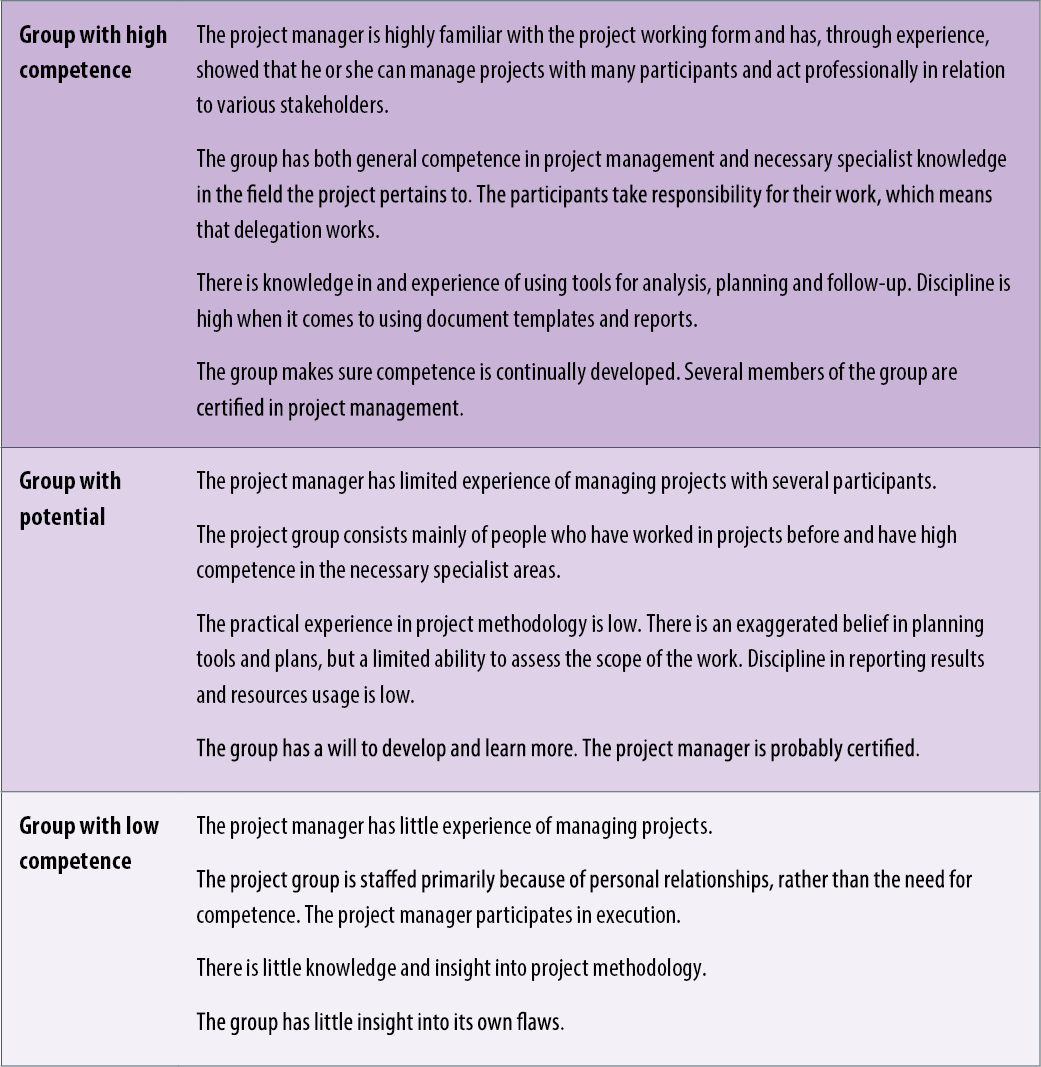 Group with high
competence
The project manager is highly familiar with the project working form and has, through experience,
showed that he or she can manage projects with many participants and act professionally in relation
to various stakeholders.
The group has both general competence in project management and necessary specialist knowledge
in the field the project pertains to. The participants take responsibility for their work, which means
that delegation works.
There is knowledge in and experience of using tools for analysis, planning and follow-up. Discipline is
high when it comes to using document templates and reports.
The group makes sure competence is continually developed. Several members of the group are
certified in project management.
Group with
potential
The project manager has limited experience of managing projects with several participants.
The project group consists mainly of people who have worked in projects before and have high
competence in the necessary specialist areas.
The practical experience in project methodology is low. There is an exaggerated belief in planning
tools and plans, but a limited ability to assess the scope of the work. Discipline in reporting results
and resources usage is low.
The group has a will to develop and learn more. The project manager is probably certified.
Group with low
competence
The project manager has little experience of managing projects.
The project group is staffed primarily because of personal relationships, rather than the need for
competence. The project manager participates in execution.
There is little knowledge and insight into project methodology.
The group has little insight into its own flaws.